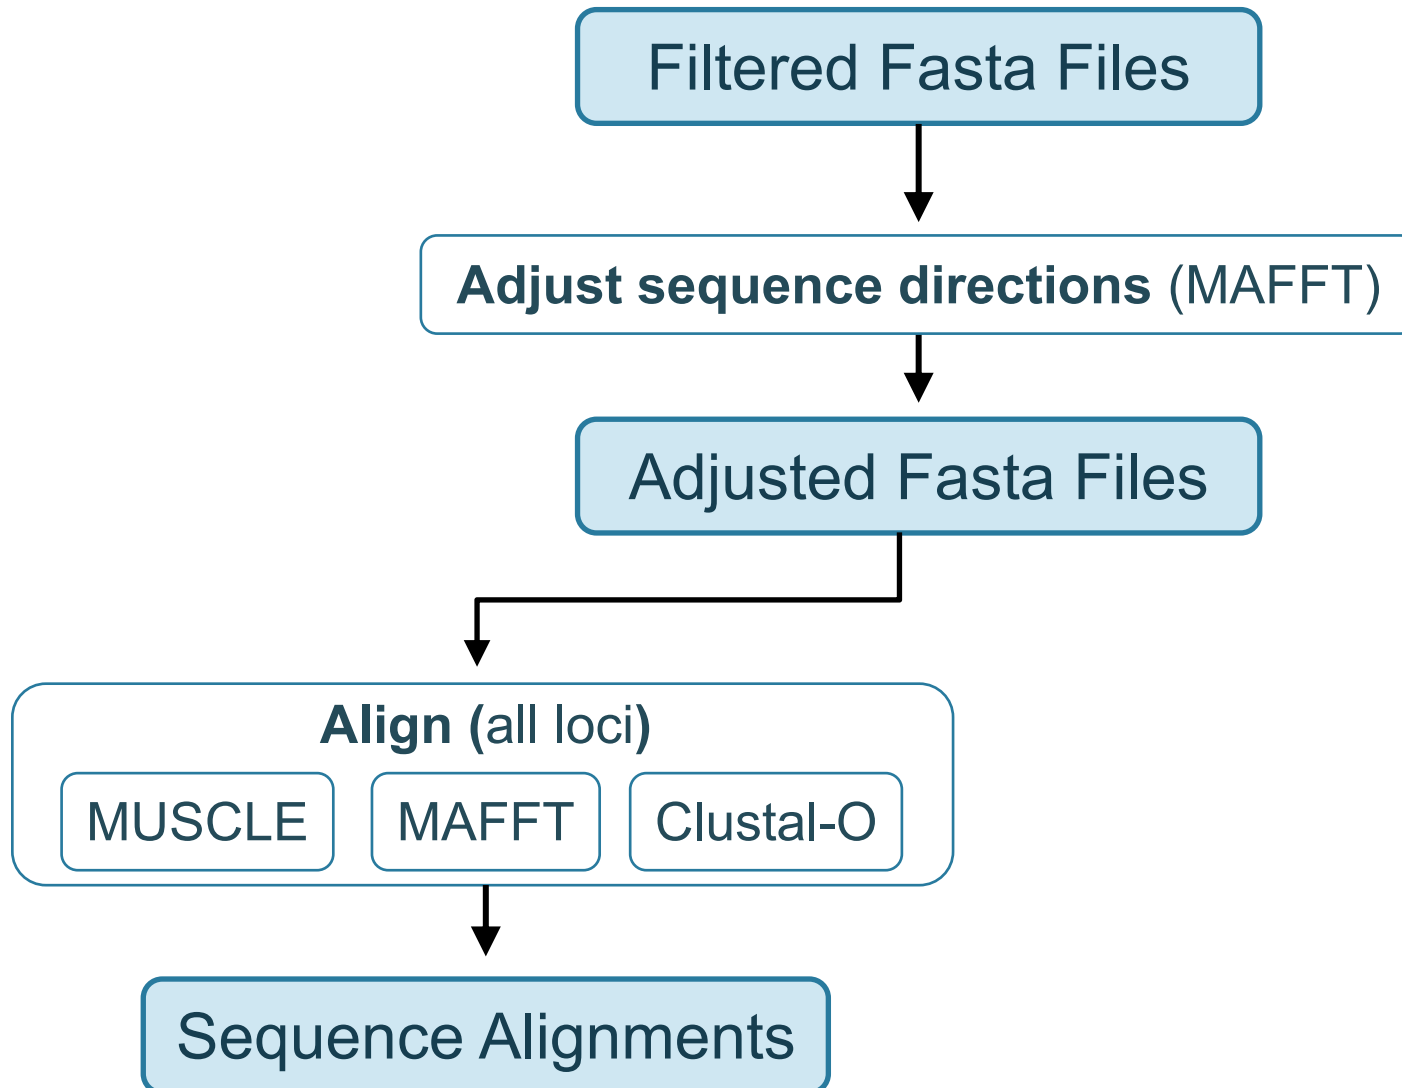 Filtered Fasta Files
Adjust sequence directions (MAFFT)
Adjusted Fasta Files
Align (all loci)
MUSCLE MAFFT Clustal-O
Sequence Alignments